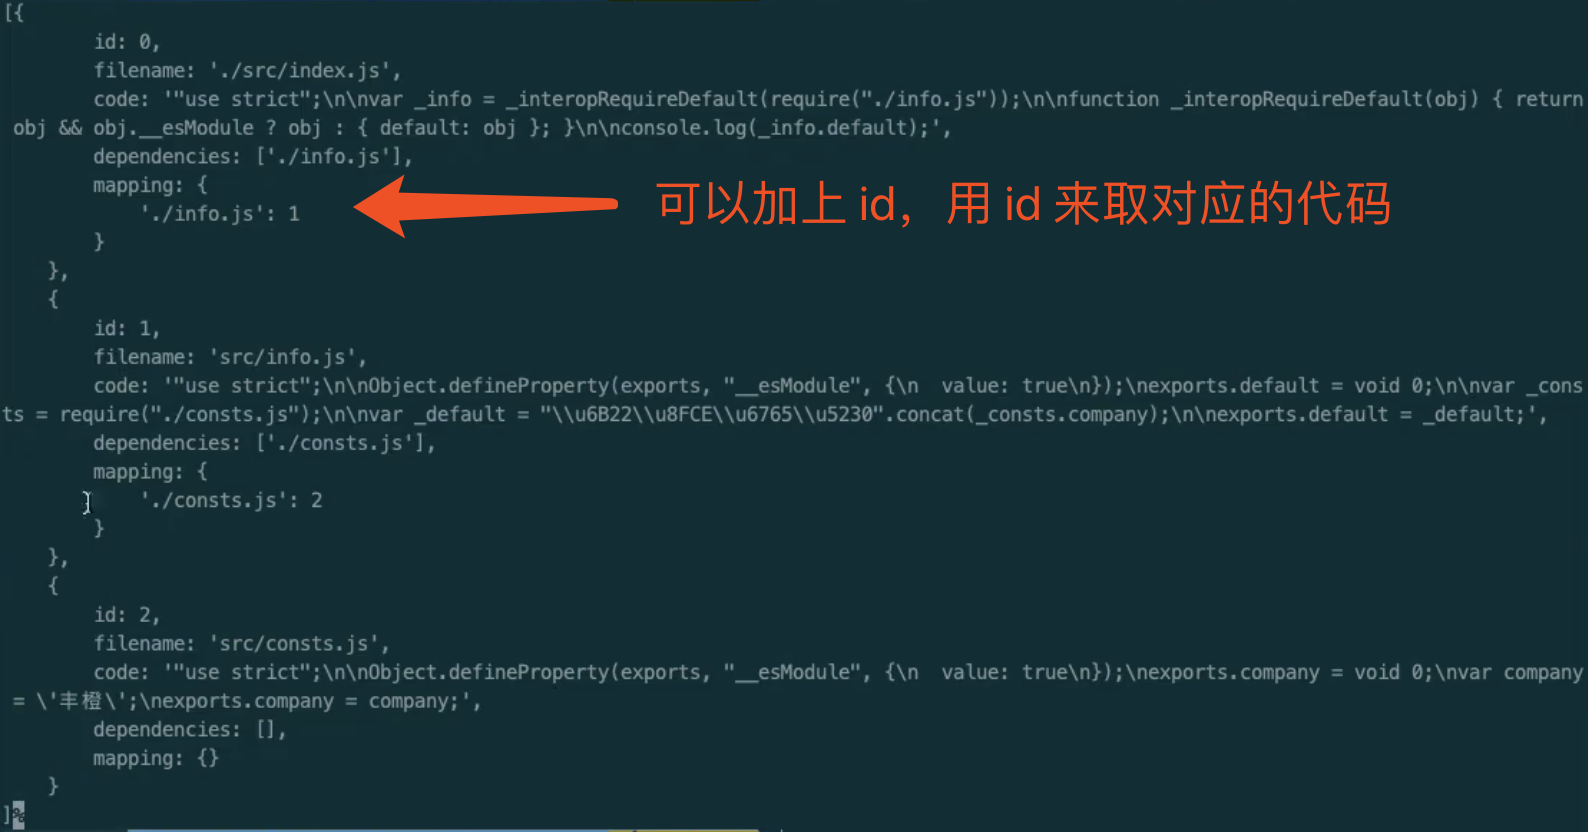 [{
id: 0,
filename: './src/index.js',
code: '"use strict";\n\nvar _info = _interopRequireDefault(require("./info.js"));\n\nfunction _interopRequireDefault(obj) { return
obj && obj.__esModule ? obj : { default: obj }; }\n\nconsole.log(_info.default);',
dependencies: ['./info.js'],
mapping: {
'./info.js': 1
可以加上 id，用 id 来取对应的代码
}
},
{
id: 1,
filename: 'src/info.js',
code: '"use strict";\n\nObject.defineProperty(exports, "__esModule", {\n  value: true\n});\nexports.default = void 0;\n\nvar _cons
ts = require("./consts.js");\n\nvar _default = "\\u6B22\\u8FCE\\u6765\\u5230".concat(_consts.company);\n\nexports.default = _default;',
dependencies: ['./consts.js'],
mapping: {
'./consts.js': 2
}
},
{
id: 2,
filename: 'src/consts.js',
code: '"use strict";\n\nObject.defineProperty(exports, "__esModule", {\n  value: true\n});\nexports.company = void 0;\nvar company
= \'丰橙\';\nexports.company = company;',
dependencies: [],
mapping: {}
}
]%